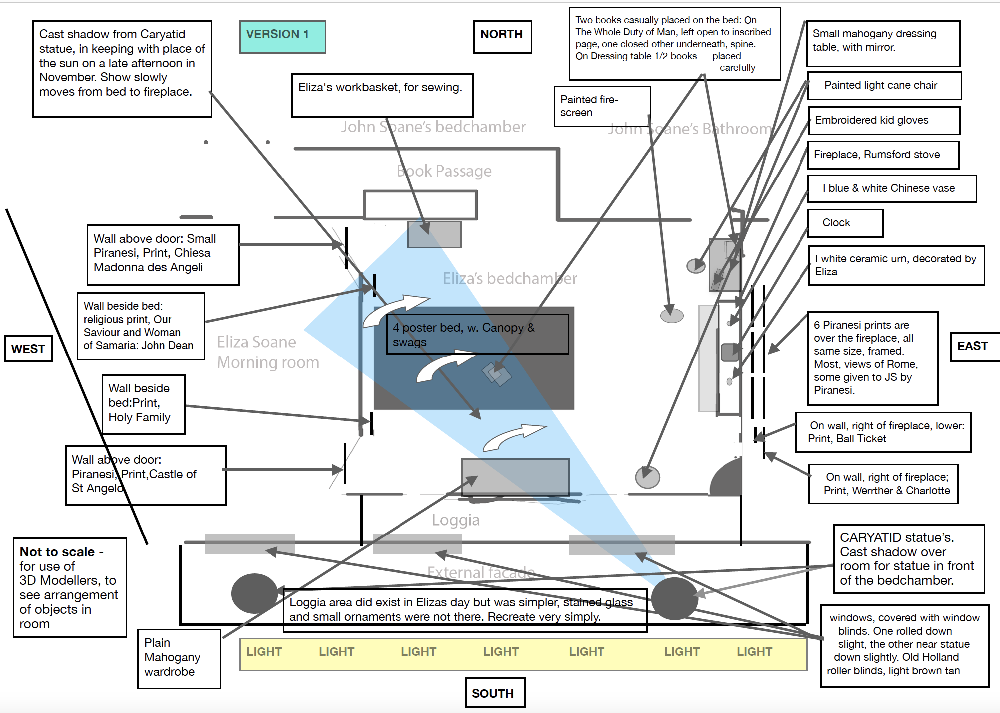 Cast shadow from Caryatid
statue, in keeping with place of
the sun on a late afternoon in
November. Show slowly
moves from bed to fireplace.
VERSION 1
NORTH
Two books casually placed on the bed: On
The Whole Duty of Man, left open to inscribed
page, one closed other underneath, spine.
On Dressing table 1/2 books placed
carefully
Small mahogany dressing
table, with mirror.
Eliza's workbasket, for sewing.
Painted fire-
screen
Painted light cane chair
Embroidered kid gloves
John Soane's bedchamber
John Soane's Bathroom
Fireplace, Rumsford stove
Book Passage
I blue & white Chinese vase
Clock
Wall above door: Small
Piranesi, Print, Chiesa
Madonna des Angeli
I white ceramic urn, decorated by
Eliza
Eliza's bedchamber
Wall beside bed:
religious print, Our
Saviour and Woman
of Samaria: John Dean
4 poster bed, w. Canopy &
swags
6 Piranesi prints are
over the fireplace, all
same size, framed.
Most, views of Rome,
some given to JS by
Piranesi.
WEST
Eliza Soane
Morning room
EAST
Wall beside
bed:Print,
Holy Family
On wall, right of fireplace, lower:
Print, Ball Ticket
Wall above door:
Piranesi, Print,Castle of
St Angelo
On wall, right of fireplace;
Print, Werrther & Charlotte
Loggia
Not to scale -
for use of
3D Modellers, to
see arrangement
of objects in
room
CARYATID statue's.
Cast shadow over
room for statue in front
of the bedchamber.
External facade
Loggia area did exist in Elizas day but was simpler, stained glass
and small ornaments were not there. Recreate very simply.
windows, covered with window
blinds. One rolled down
slight, the other near statue
down slightly. Old Holland
roller blinds, light brown tan
Plain
Mahogany
wardrobe
LIGHT LIGHT LIGHT LIGHT LIGHT LIGHT LIGHT
SOUTH